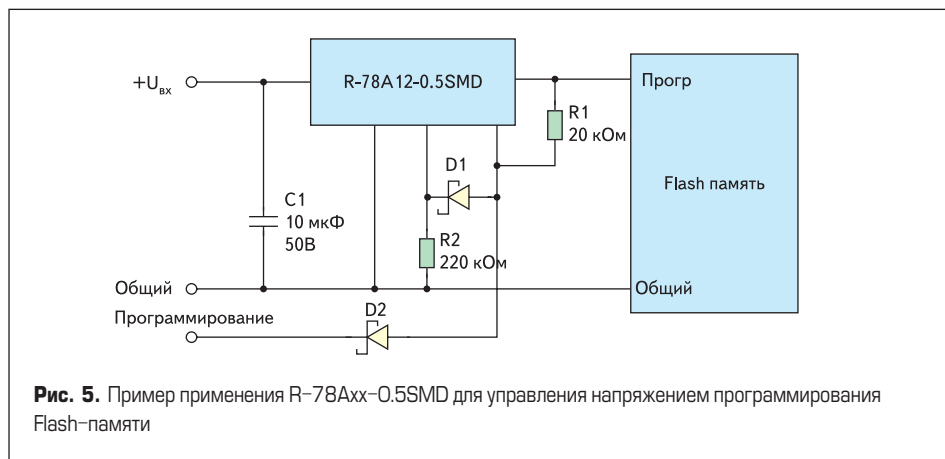 +Uвх
R-78A12-0.5SMD
Прогр
R1
20 кОм
D1
Flash память
C1
10 мкФ
50В
R2
220 кОм
Общий
Общий
Программирование
D2
Рис. 5. Пример применения R-78Axx-0.5SMD для управления напряжением программирования
Flash-памяти